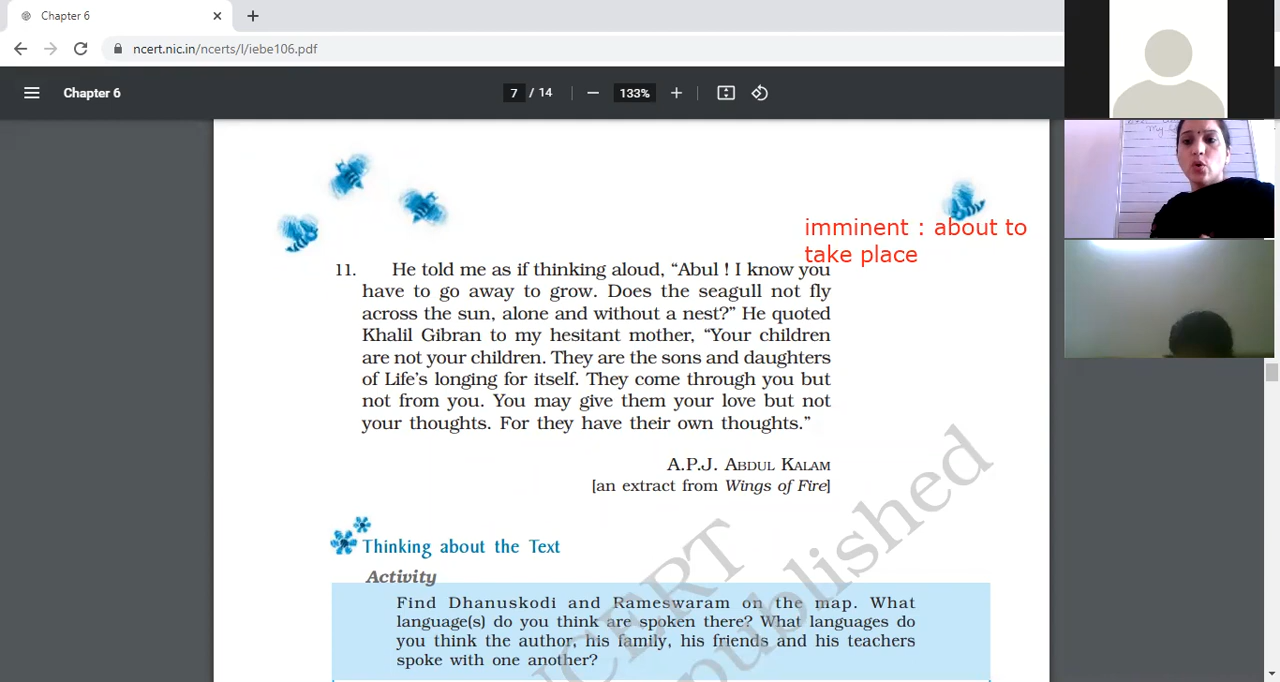 Chapter 6
ncert.nic.in/ncerts/l/iebe106.pdf
Chapter 6
7 / 14
133%
imminent : about to
take place
11. He told me as if thinking aloud, “Abul ! I know you
have to go away to grow. Does the seagull not fly
across the sun, alone and without a nest?” He quoted
Khalil Gibran to my hesitant mother, “Your children
are not your children. They are the sons and daughters
of Life’s longing for itself. They come through you but
not from you. You may give them your love but not
your thoughts. For they have their own thoughts.”
A.P.J. ABDUL KALAM
[an extract from Wings of Fire]
Thinking about the Text
Activity
Find Dhanuskodi and Rameswaram on the map. What
language(s) do you think are spoken there? What languages do
you think the author, his family, his friends and his teachers
spoke with one another?
NCERT
published